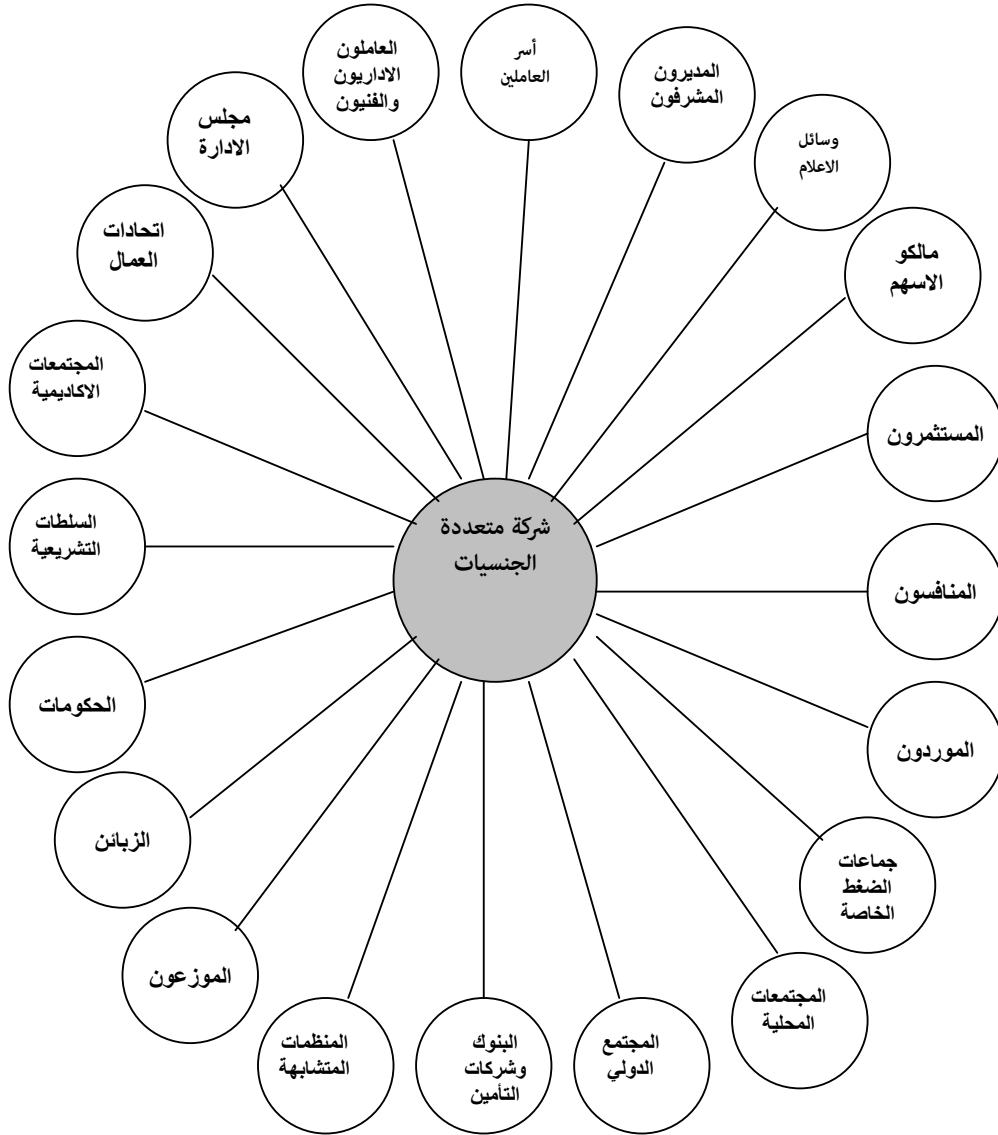 أسر
العاملين
المديرون
المشرفون
وسائل
الاعلام
مالكو
الاسهم
المستثمرون
المنافسون
الموردون
جماعات
الضغط
الخاصة
المجتمعات
المحلية
المجتمع
الدولي
البنوك
وشركات
التأمين
المنظمات
المتشابهة
الموزعون
الزبائن
الحكومات
السلطات
التشريعية
المجتمعات
الاكاديمية
اتحادات
العمال
مجلس
الادارة
العاملون
الاداريون
والفنيون
شركة متعددة
الجنسيات